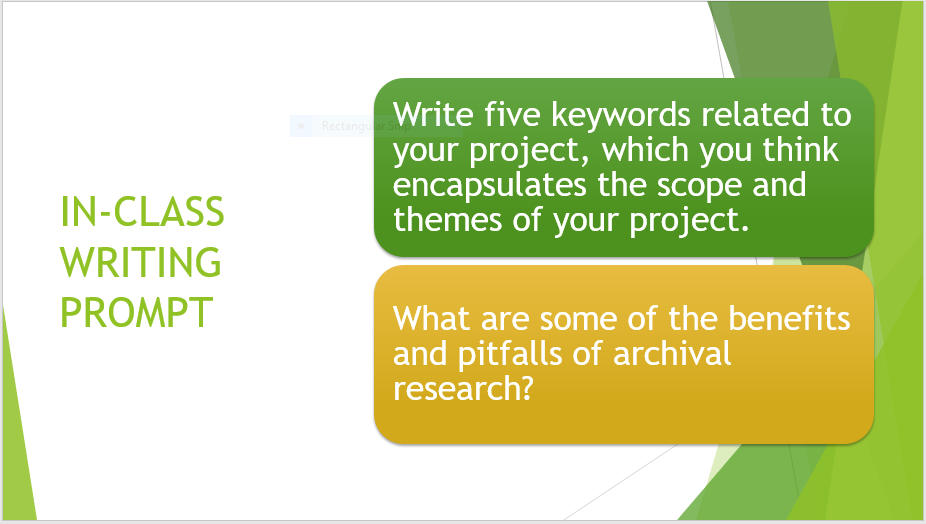 IN-CLASS
WRITING
PROMPT
Write five keywords related to
your project, which you think
encapsulates the scope and
themes of your project.
What are some of the benefits
and pitfalls of archival
research?
Rectangular Snip